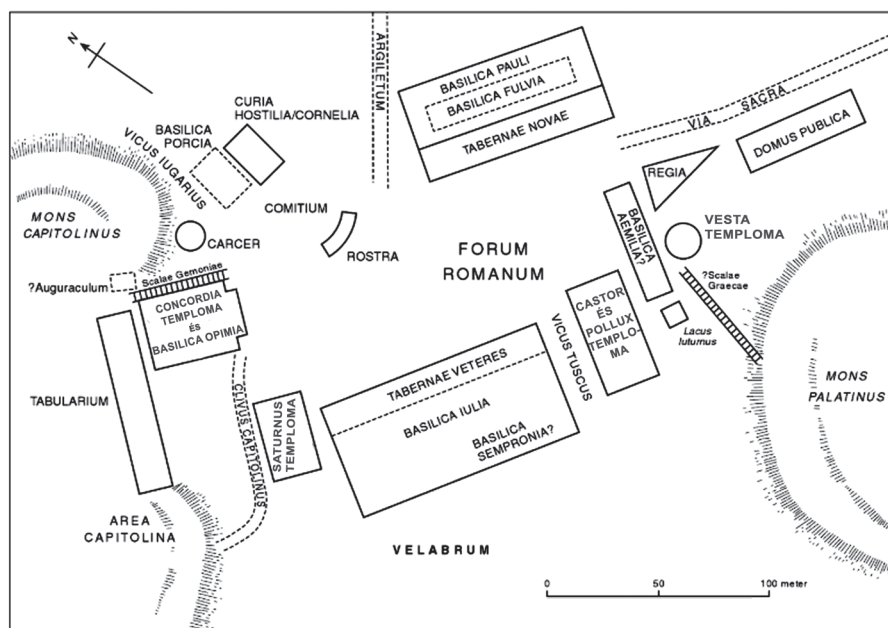 N
ARGILETUM
BASILICA PAULI
BASILICA FULVIA
TABERNAE NOVAE
VIA SACRA
DOMUS PUBLICA
CURIA
HOSTILIA/CORNELIA
BASILICA
PORCIA
VICUS IUGARIUS
MONS
CAPITOLINUS
COMITIUM
CARCER
ROSTRA
FORUM
ROMANUM
REGIA
BASILICA
AEMILIA?
VESTA
TEMPLOMA
?Scalae
Graecae
?Auguraculum
Scalae Gemoniae
CONCORDIA
TEMPLOMA
És
BASILICA OPIMIA
TABULARIUM
CLIVUS CAPITOLINUS
SATURNUS
TEMPLOMA
TABERNAE VETERES
BASILICA IULIA
BASILICA
SEMPRONIA?
VICUS TUSCUS
CASTOR
ÉS
POLLUX
TEMPLO-
MA
Lacus
Iuturnus
MONS
PALATINUS
AREA
CAPITOLINA
VELABRUM
0 50 100 meter